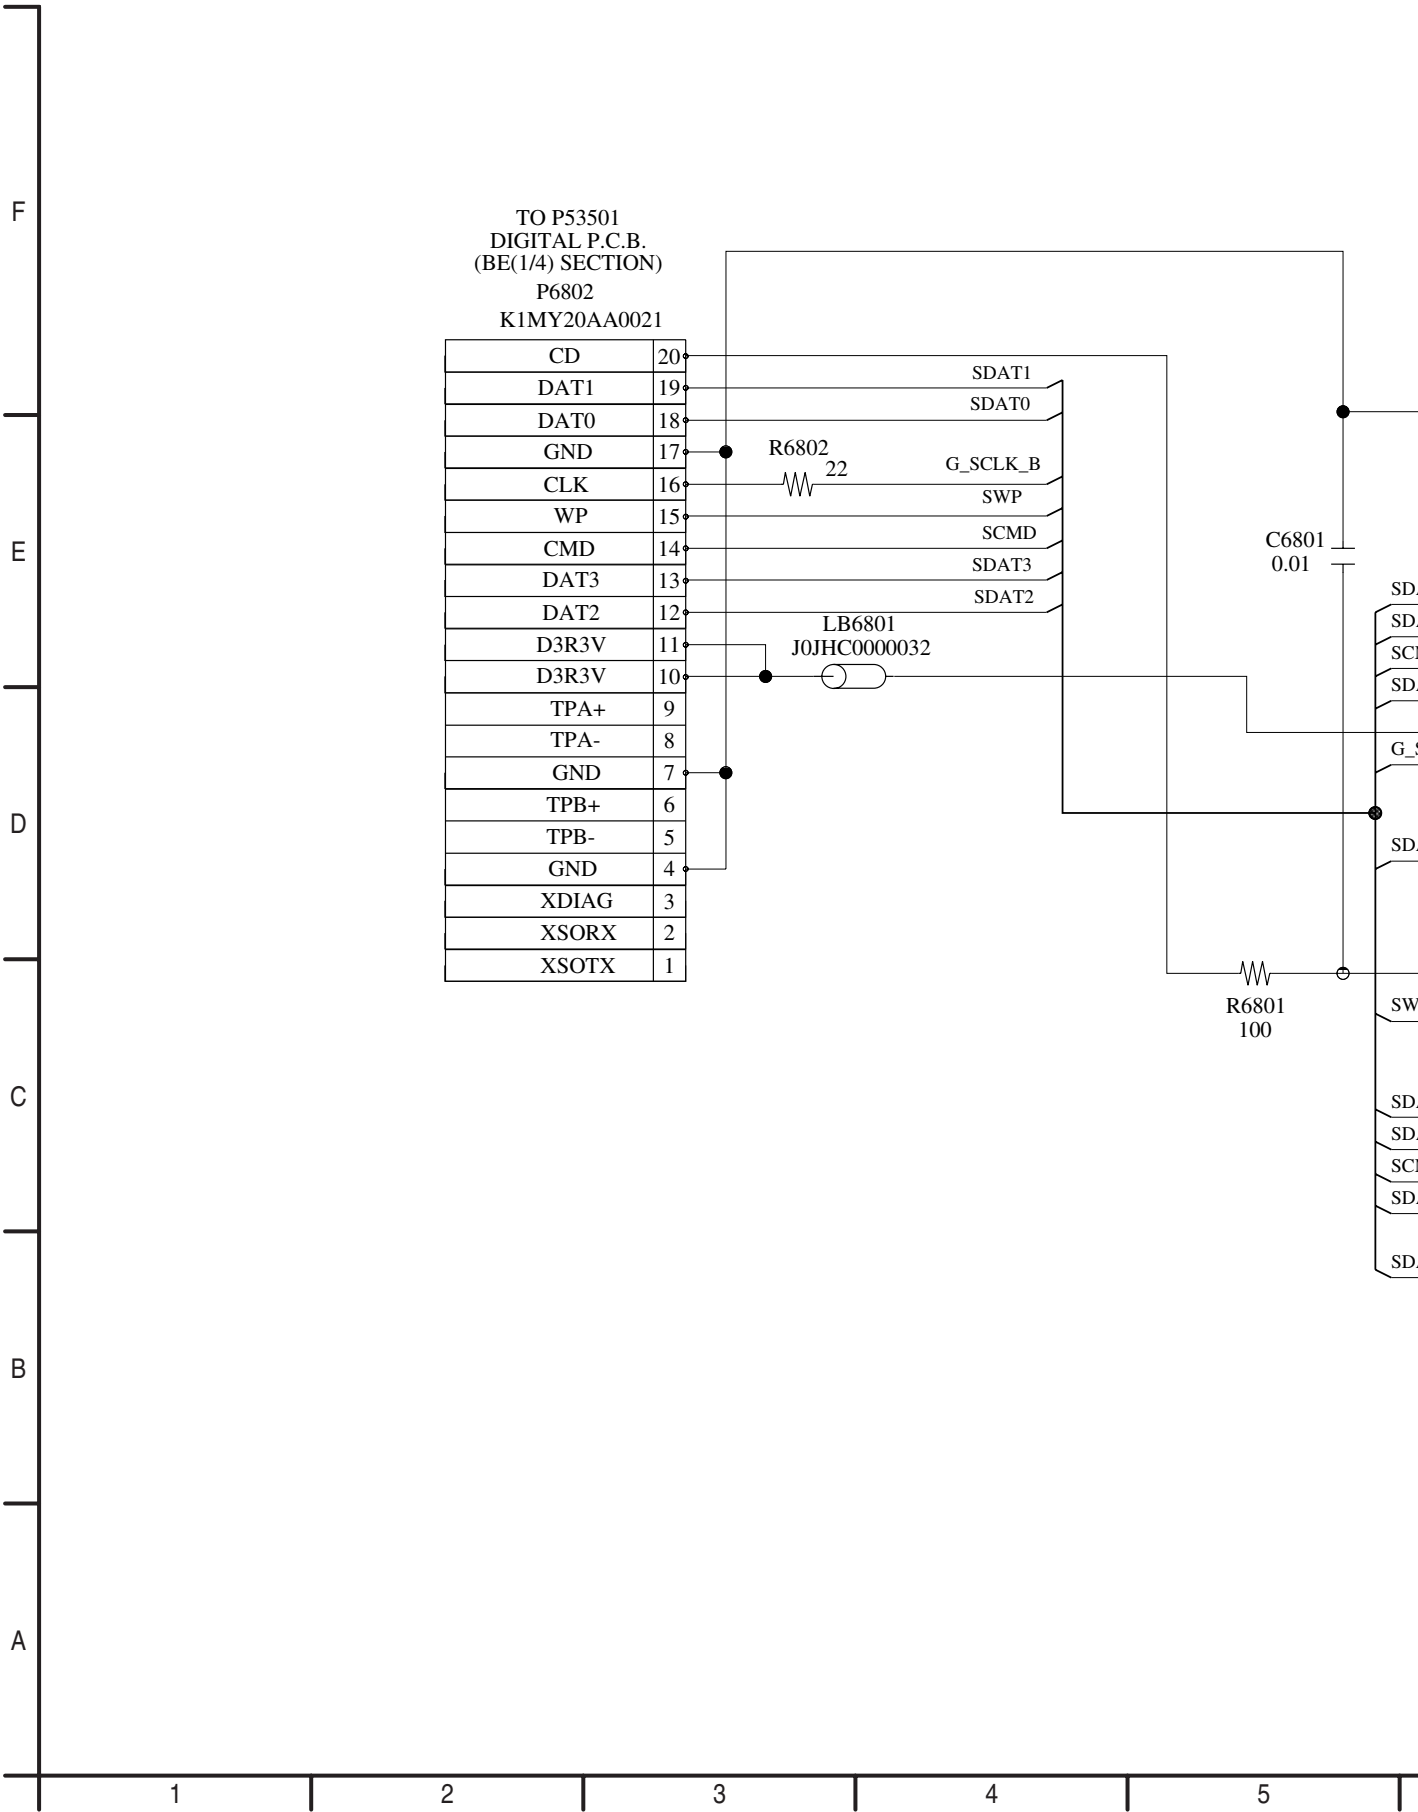 F
E
D
C
B
A
TO P53501
DIGITAL P.C.B.
(BE(1/4) SECTION)
P6802
K1MY20AA0021
CD 20
DAT1 19
DAT0 18
GND 17
CLK 16
WP 15
CMD 14
DAT3 13
DAT2 12
D3R3V 11
D3R3V 10
TPA+ 9
TPA- 8
GND 7
TPB+ 6
TPB- 5
GND 4
XDIAG 3
XSORX 2
XSOTX 1
SDAT1
SDAT0
R6802
22
G_SCLK_B
SWP
SCMD
SDAT3
SDAT2
LB6801
J0JHC0000032
C6801
0.01
R6801
100
1 2 3 4 5